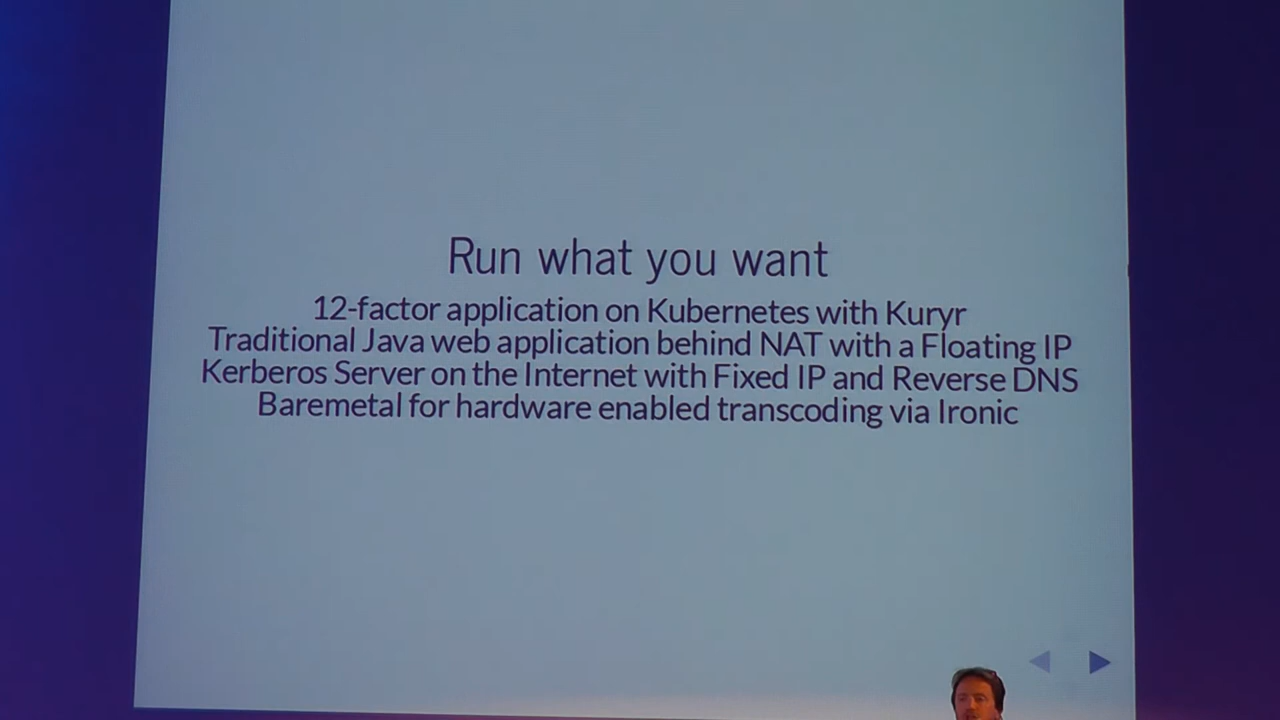 Run what you want
12-factor application on Kubernetes with Kuryr
Traditional Java web application behind NAT with a Floating IP
Kerberos Server on the Internet with Fixed IP and Reverse DNS
Baremetal for hardware enabled transcoding via Ironic